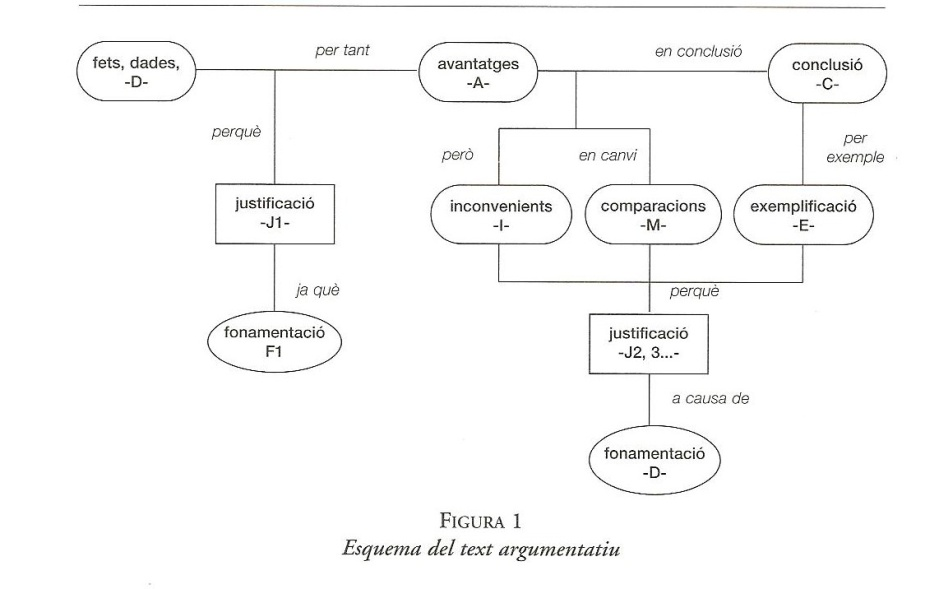 per tant
en conclusió
fets, dades,
-D-
avantatges
-A-
conclusió
-C-
perquè
però
en canvi
per
exemple
justificació
-J1-
inconvenients
-I-
comparacions
-M-
exemplificació
-E-
ja què
perquè
fonamentació
F1
justificació
-J2, 3...-
a causa de
fonamentació
-D-
FIGURA 1
Esquema del text argumentatiu